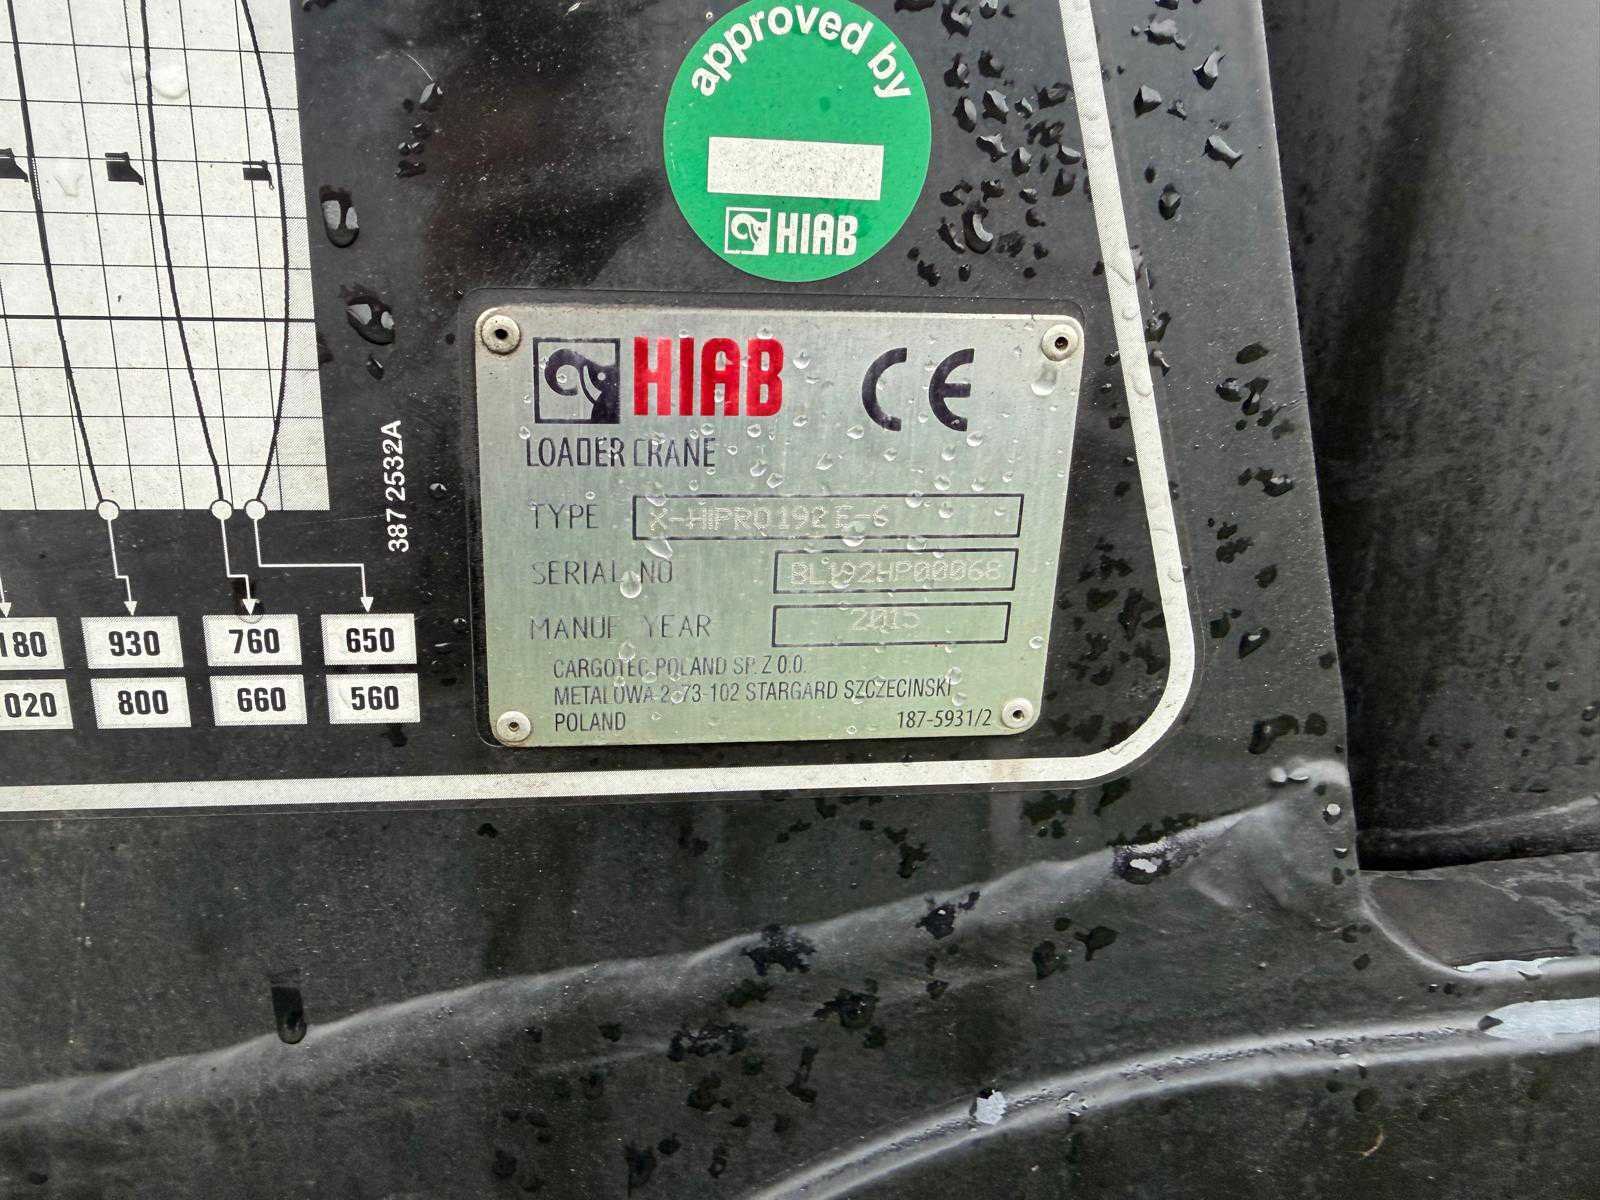 approved by
HIAB
HIAB CE
LOADER CRANE
TYPE X-HIPRO 192 E-6
SERIAL NO BL192HP00068
MANUF YEAR 2015
CARGOTEC POLAND SP. Z O.O.
METALOWA 2, 73-102 STARGARD SZCZECINSKI
POLAND 187-5931/2
387 2532A
180 930 760 650
020 800 660 560